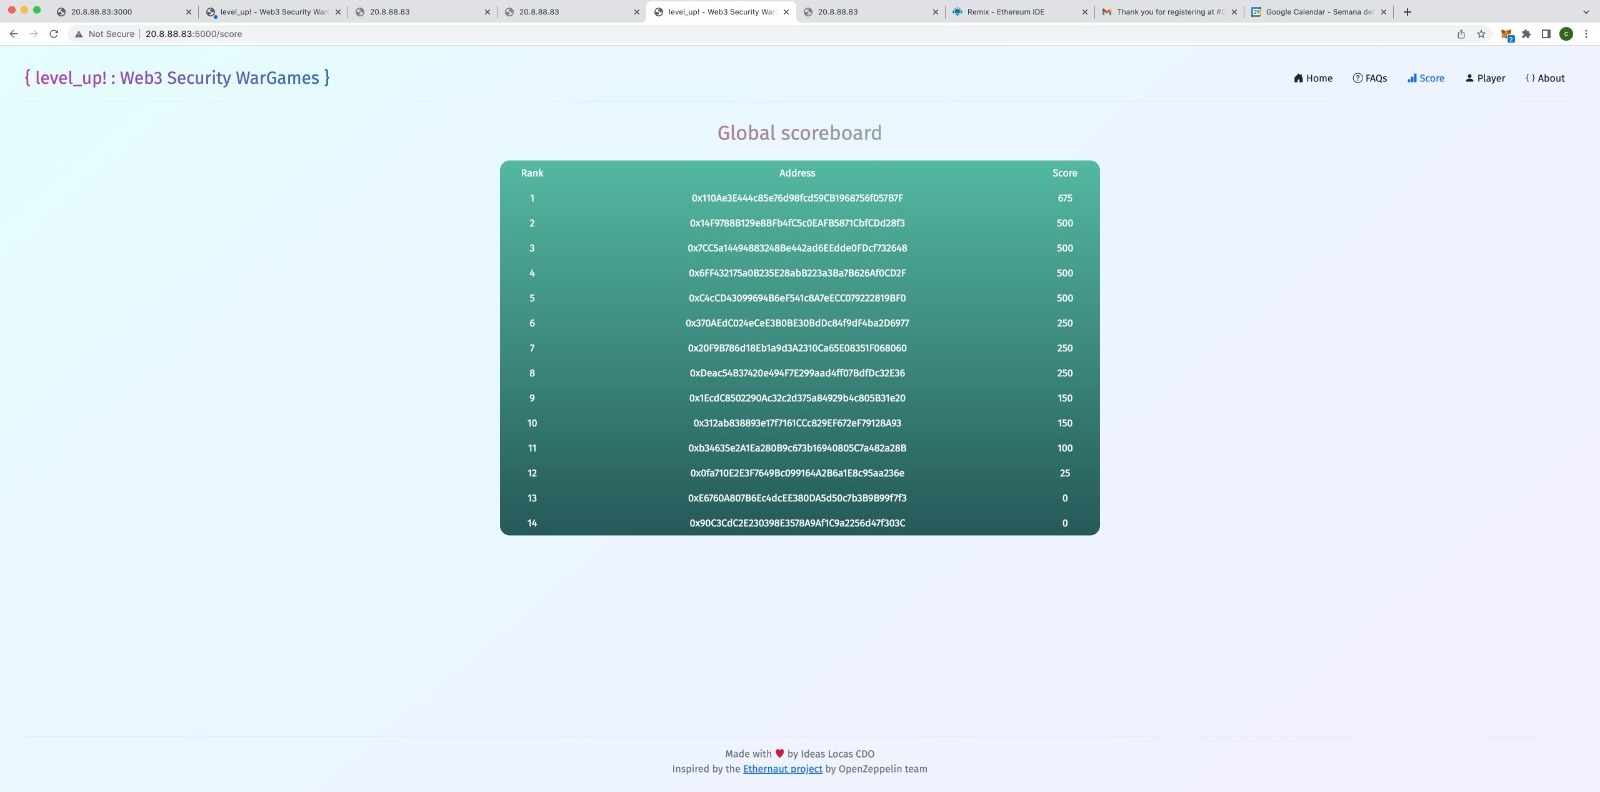 20.8.88.83:3000
level_up! - Web3 Security War
20.8.88.83
20.8.88.83
level_up! - Web3 Security War
20.8.88.83
Remix - Ethereum IDE
Thank you for registering at #C
Google Calendar - Semana de
Not Secure
20.8.88.83:5000/score
{ level_up! : Web3 Security WarGames }
Home
FAQs
Score
Player
About
Global scoreboard
Rank Address Score
1 0x110Ae3E444c85e76d98fcd59CB1968756f057B7F 675
2 0x14F9788B129e8BFb4fC5c0EAFB5871CbfCDd28f3 500
3 0x7CC5a14494883248Be442ad6EEdde0FDcf732648 500
4 0x6FF432175a0B235E28abB223a3Ba7B626Af0CD2F 500
5 0xC4cCD43099694B6eF541c8A7eECC079222819BF0 500
6 0x370AEdC024eCeE3B0BE30BdDc84f9dF4ba2D6977 250
7 0x20F9B786d18Eb1a9d3A2310Ca65E08351F068060 250
8 0xDeac54B37420e494F7E299aad4ff07BdfDc32E36 250
9 0x1EcdC8502290Ac32c2d375a84929b4c805B31e20 150
10 0x312ab838893e17f7161CCc829EF672eF79128A93 150
11 0xb34635e2A1Ea280B9c673b16940805C7a482a28B 100
12 0x0fa710E2E3F7649Bc099164A2B6a1E8c95aa236e 25
13 0xE6760A807B6Ec4dcEE380DA5d50c7b3B9B99f7f3 0
14 0x90C3CdC2E230398E3578A9Af1C9a2256d47f303C 0
Made with ♥ by Ideas Locas CDO
Inspired by the Ethernaut project by OpenZeppelin team